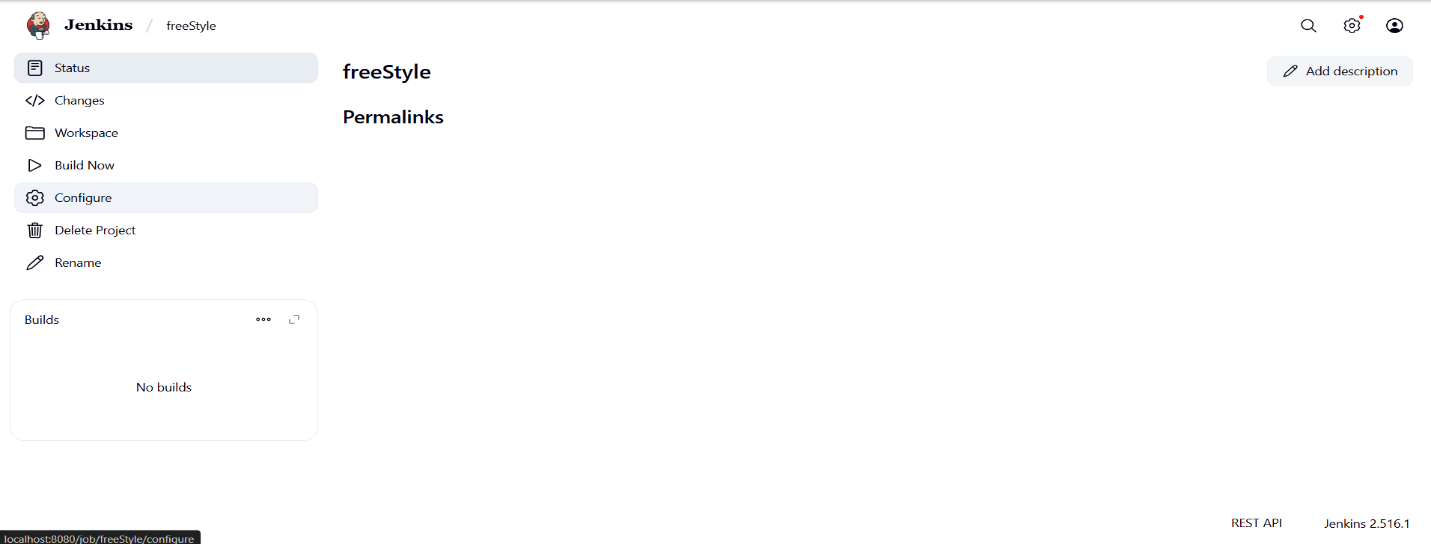 Jenkins / freeStyle
Status
Changes
Workspace
Build Now
Configure
Delete Project
Rename
Builds
No builds
freeStyle
Add description
Permalinks
REST API
Jenkins 2.516.1
localhost:8080/job/freeStyle/configure